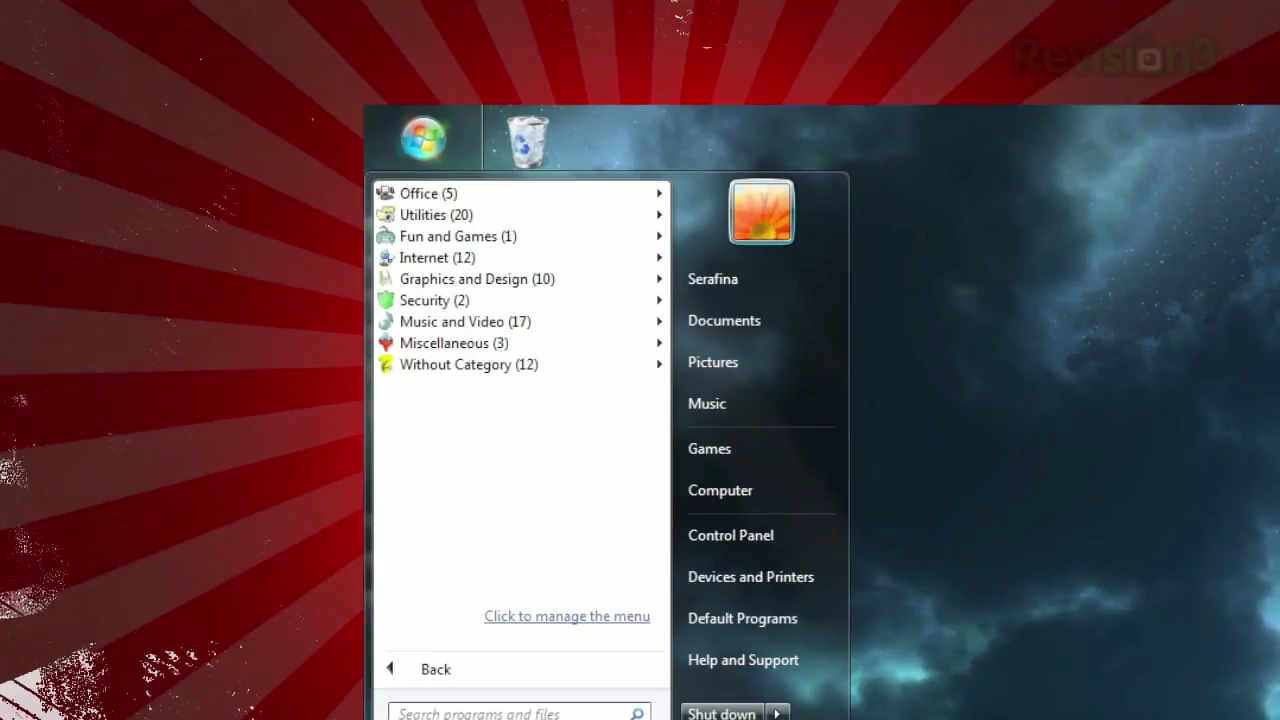 Revision3
Office (5)
Utilities (20)
Fun and Games (1)
Internet (12)
Graphics and Design (10)
Security (2)
Music and Video (17)
Miscellaneous (3)
Without Category (12)
Click to manage the menu
Back
Search programs and files
Serafina
Documents
Pictures
Music
Games
Computer
Control Panel
Devices and Printers
Default Programs
Help and Support
Shut down